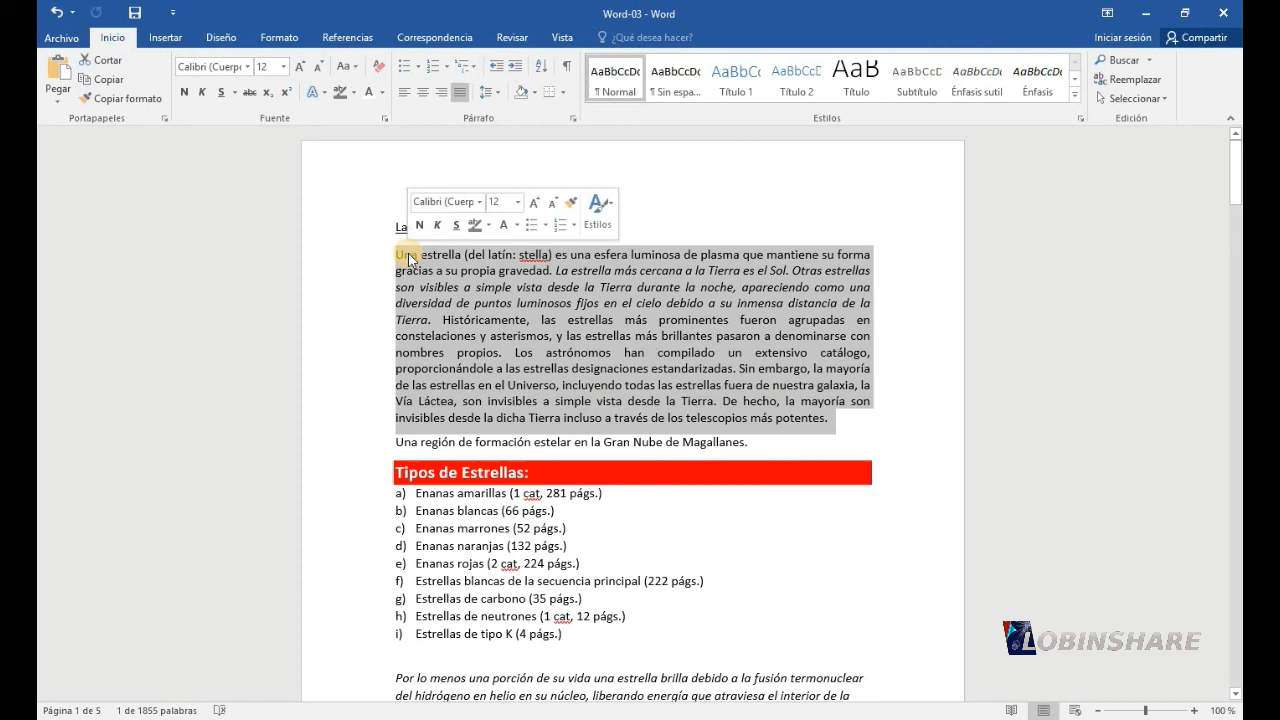 Word-03 - Word
Archivo Inicio Insertar Diseño Formato Referencias Correspondencia Revisar Vista ¿Qué desea hacer? Iniciar sesión Compartir
Pegar
Cortar
Copiar
Copiar formato
Portapapeles
Calibri (Cuerp 12
Aa
N K S abc x₂ x²
Fuente
Párrafo
AaBbCcDc AaBbCcDc AaBbCc AaBbCcD AaB AaBbCcD AaBbCcDc AaBbCcDc
¶ Normal ¶ Sin espa... Título 1 Título 2 Título Subtítulo Énfasis sutil Énfasis
Estilos
Buscar
Reemplazar
Seleccionar
Edición
Calibri (Cuerp 12
N K S A Estilos
La
Una estrella (del latín: stella) es una esfera luminosa de plasma que mantiene su forma
gracias a su propia gravedad. La estrella más cercana a la Tierra es el Sol. Otras estrellas
son visibles a simple vista desde la Tierra durante la noche, apareciendo como una
diversidad de puntos luminosos fijos en el cielo debido a su inmensa distancia de la
Tierra. Históricamente, las estrellas más prominentes fueron agrupadas en
constelaciones y asterismos, y las estrellas más brillantes pasaron a denominarse con
nombres propios. Los astrónomos han compilado un extensivo catálogo,
proporcionándole a las estrellas designaciones estandarizadas. Sin embargo, la mayoría
de las estrellas en el Universo, incluyendo todas las estrellas fuera de nuestra galaxia, la
Vía Láctea, son invisibles a simple vista desde la Tierra. De hecho, la mayoría son
invisibles desde la dicha Tierra incluso a través de los telescopios más potentes.
Una región de formación estelar en la Gran Nube de Magallanes.
Tipos de Estrellas:
a) Enanas amarillas (1 cat, 281 págs.)
b) Enanas blancas (66 págs.)
c) Enanas marrones (52 págs.)
d) Enanas naranjas (132 págs.)
e) Enanas rojas (2 cat, 224 págs.)
f) Estrellas blancas de la secuencia principal (222 págs.)
g) Estrellas de carbono (35 págs.)
h) Estrellas de neutrones (1 cat, 12 págs.)
i) Estrellas de tipo K (4 págs.)
Por lo menos una porción de su vida una estrella brilla debido a la fusión termonuclear
del hidrógeno en helio en su núcleo, liberando energía que atraviesa el interior de la
LOBINSHARE
Página 1 de 5 1 de 1855 palabras 100 %